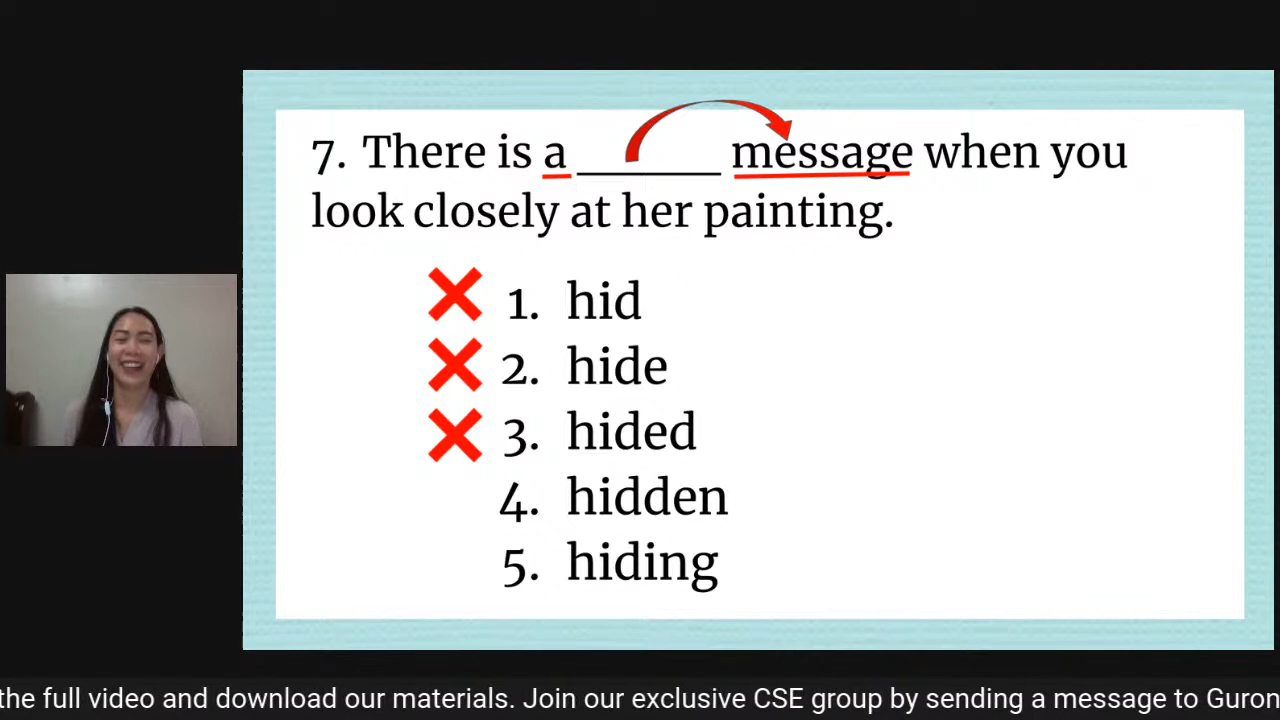 7. There is a ________ message when you
look closely at her painting.
1. hid
2. hide
3. hided
4. hidden
5. hiding
the full video and download our materials. Join our exclusive CSE group by sending a message to Guron